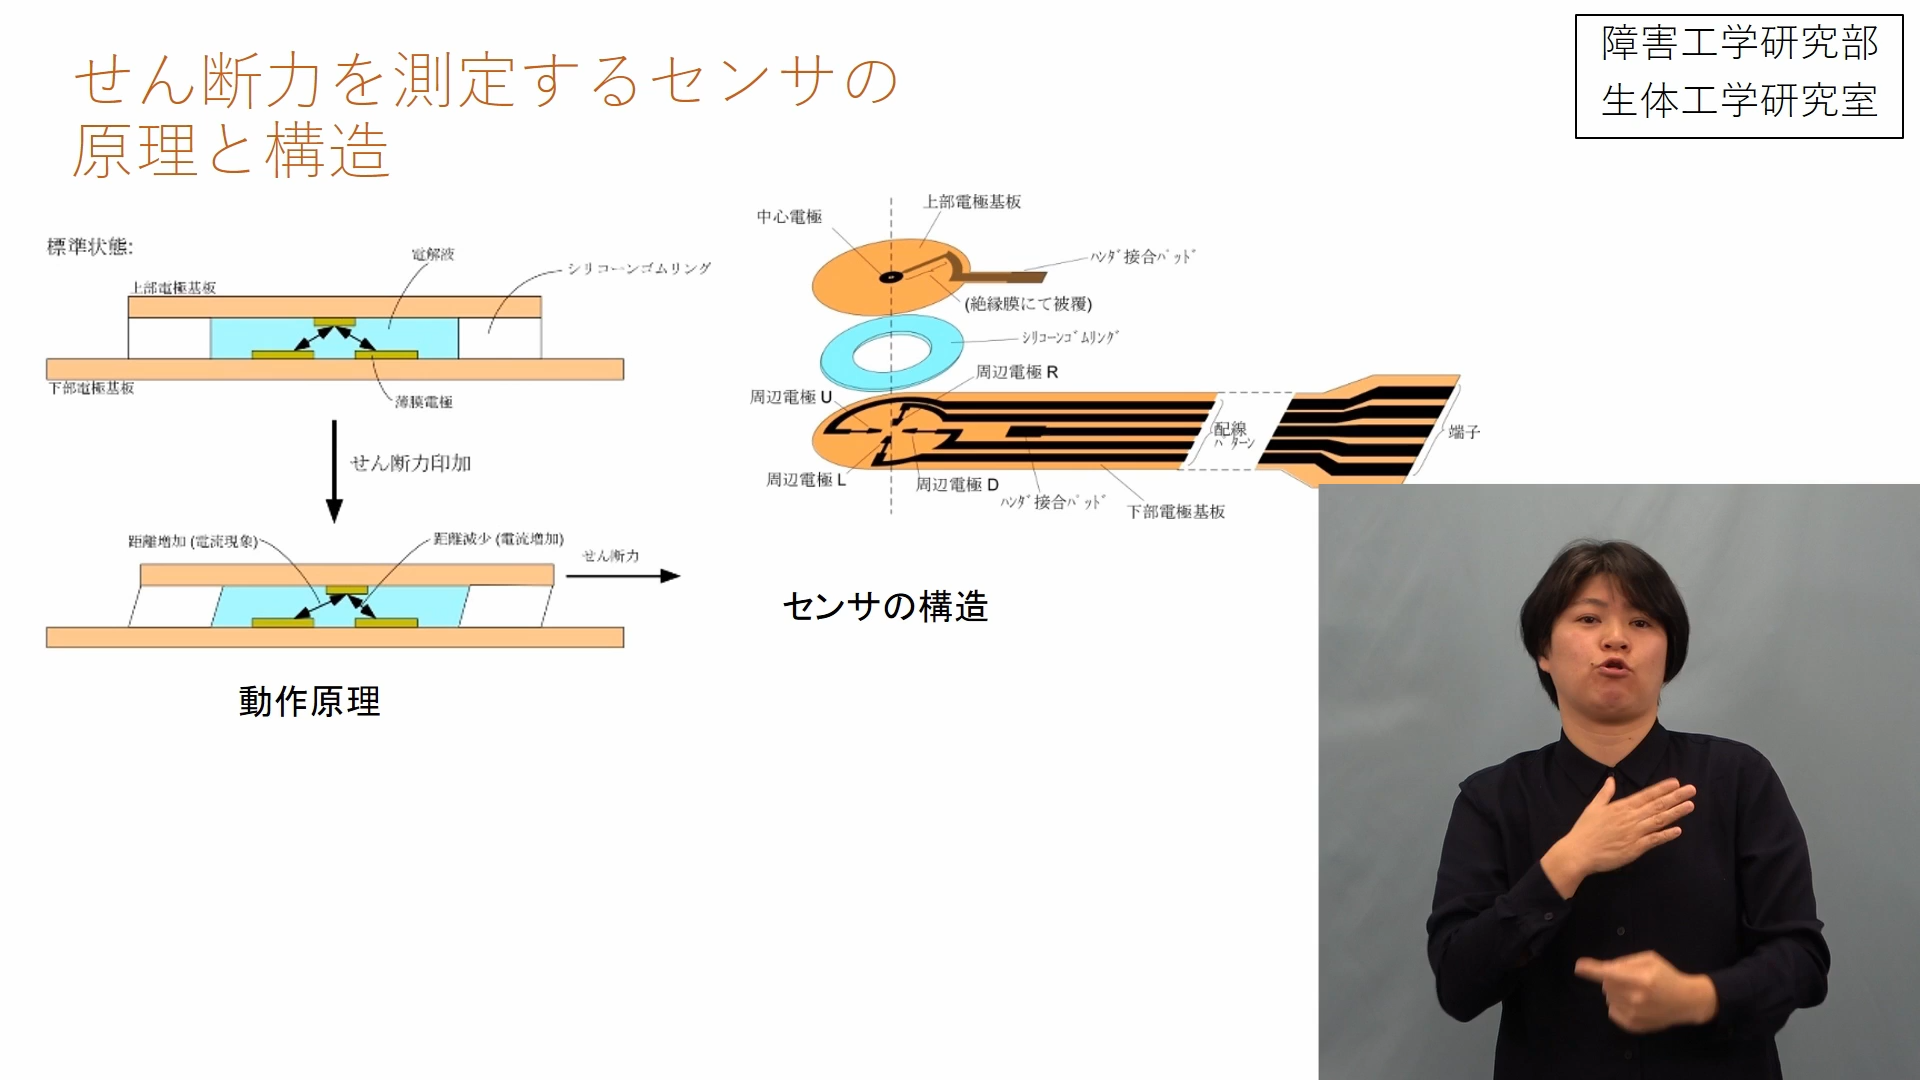 せん断力を測定するセンサの
原理と構造
障害工学研究部
生体工学研究室
標準状態:
電解液
シリコーンゴムリング
上部電極基板
下部電極基板
薄膜電極
せん断力印加
距離増加 (電流現象)
距離減少 (電流増加)
せん断力
動作原理
中心電極
上部電極基板
ハンダ接合パッド
(絶縁膜にて被覆)
シリコーンゴムリング
周辺電極 R
周辺電極 U
配線
パターン
端子
周辺電極 L
周辺電極 D
ハンダ接合パッド
下部電極基板
センサの構造